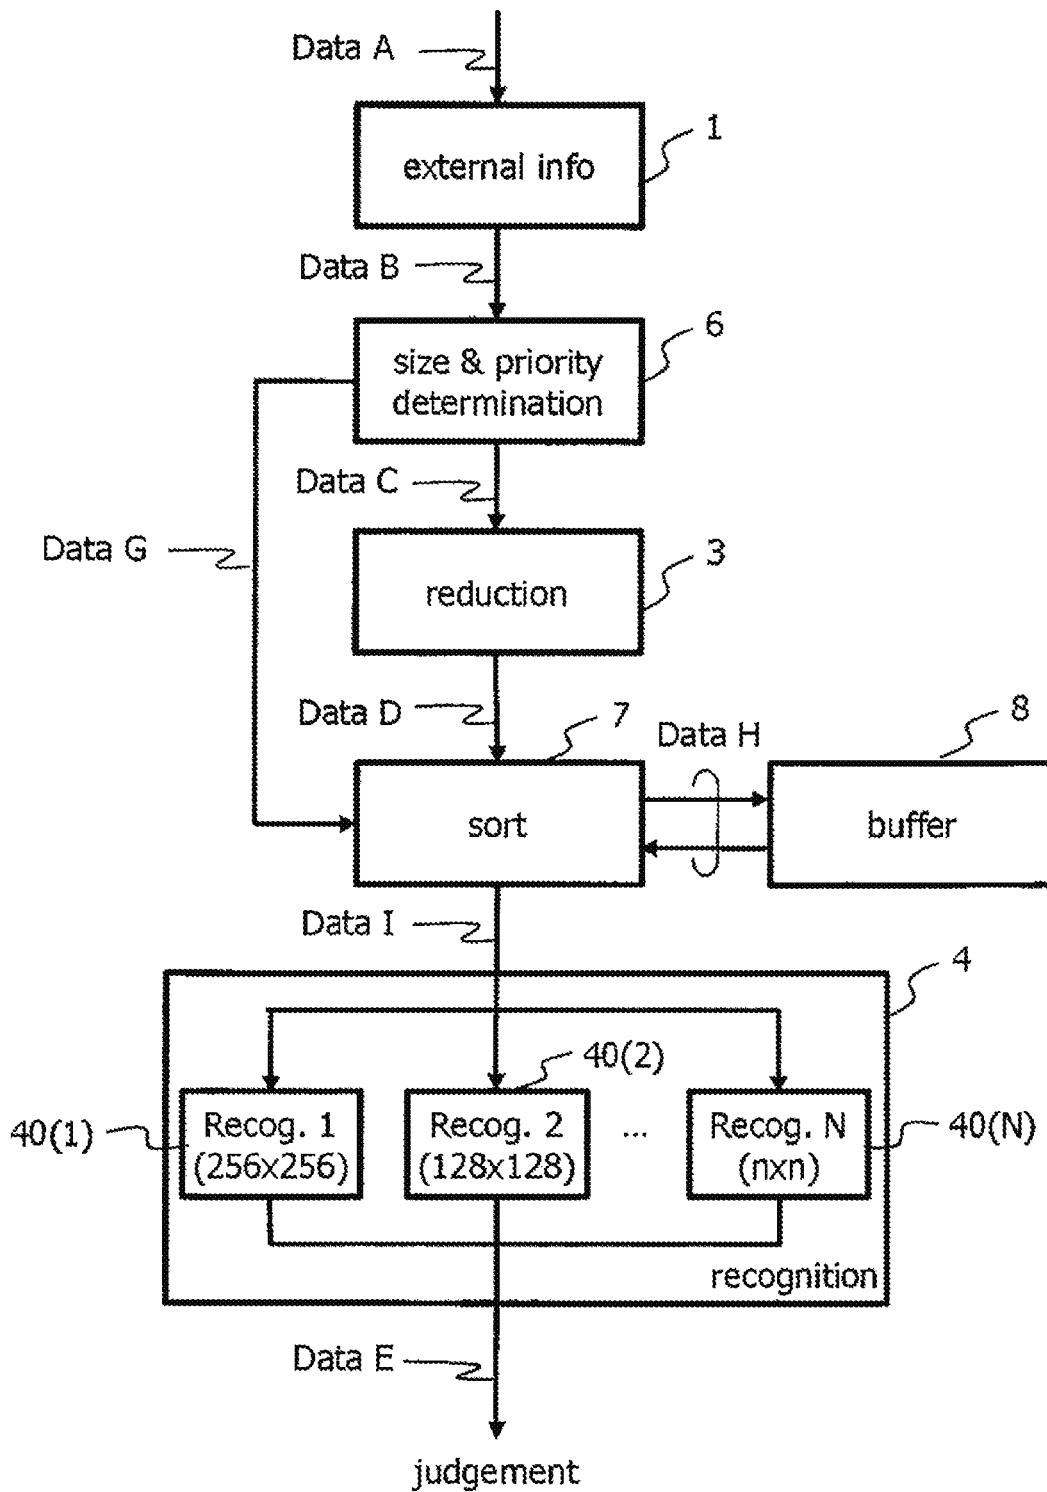 Data A
1
external info
Data B
6
size & priority
determination
Data C
Data G
3
reduction
Data D
7
Data H
8
sort
buffer
Data I
4
40(2)
40(1)
Recog. 1
(256x256)
Recog. 2
(128x128)
...
Recog. N
(nxn)
40(N)
recognition
Data E
judgement